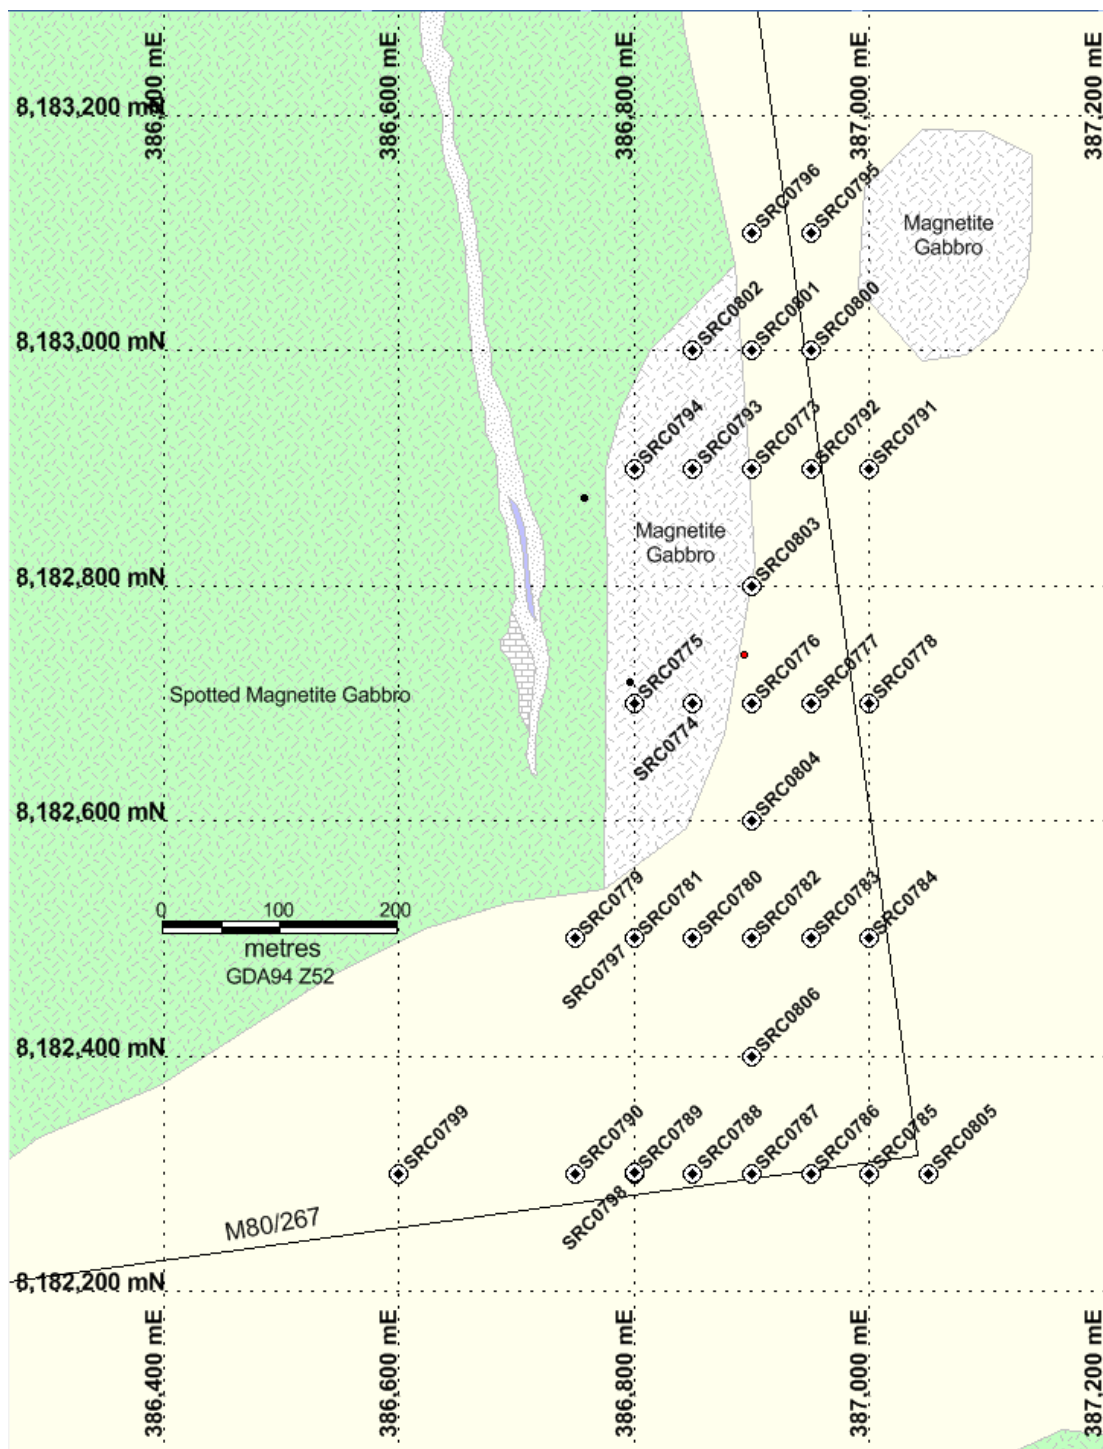 386,400 mE
386,600 mE
386,800 mE
387,000 mE
387,200 mE
8,183,200 mN
SRC0796
SRC0795
Magnetite
Gabbro
SRC0802
SRC0801
SRC0800
8,183,000 mN
SRC0794
SRC0793
SRC0773
SRC0792
SRC0791
Magnetite
Gabbro
SRC0803
8,182,800 mN
SRC0775
SRC0776
SRC0777
SRC0778
Spotted Magnetite Gabbro
SRC0774
SRC0804
8,182,600 mN
SRC0779
SRC0781
SRC0780
SRC0782
SRC0783
SRC0784
0 100 200
metres
GDA94 Z52
SRC0797
SRC0806
8,182,400 mN
SRC0799
SRC0790
SRC0789
SRC0788
SRC0787
SRC0786
SRC0785
SRC0805
SRC0798
M80/267
8,182,200 mN
386,400 mE
386,600 mE
386,800 mE
387,000 mE
387,200 mE